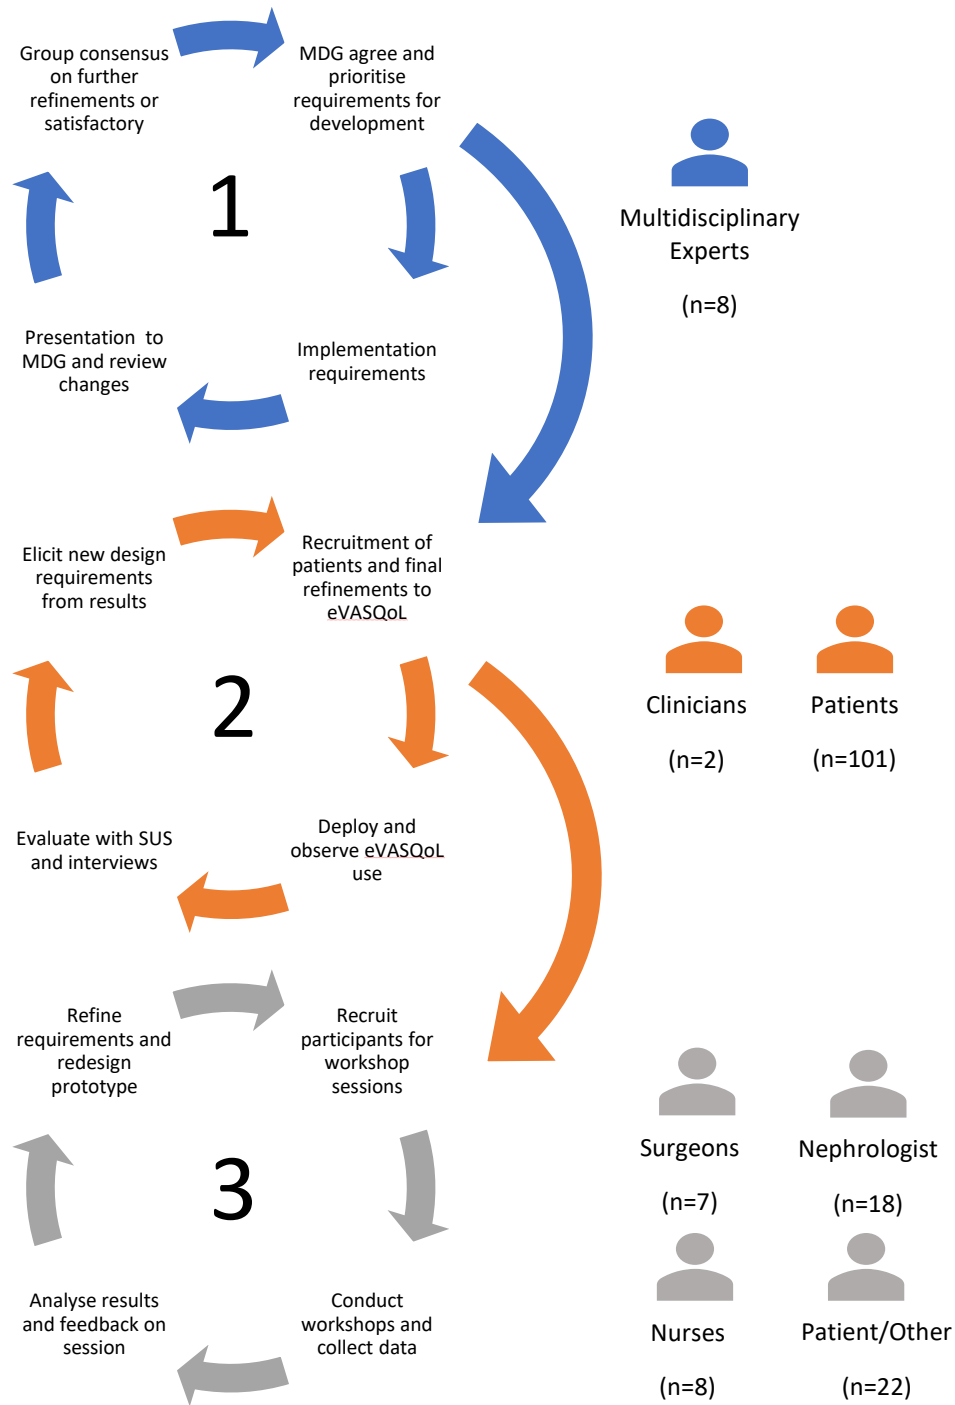 Group consensus
on further
refinements or
satisfactory
MDG agree and
prioritise
requirements for
development
1
Multidisciplinary
Experts
(n=8)
Presentation to
MDG and review
changes
Implementation
requirements
Elicit new design
requirements
from results
Recruitment of
patients and final
refinements to
eVASQoL
2
Clinicians
(n=2)
Patients
(n=101)
Evaluate with SUS
and interviews
Deploy and
observe eVASQoL
use
Refine
requirements and
redesign
prototype
Recruit
participants for
workshop
sessions
3
Surgeons
(n=7)
Nephrologist
(n=18)
Analyse results
and feedback on
session
Conduct
workshops and
collect data
Nurses
(n=8)
Patient/Other
(n=22)